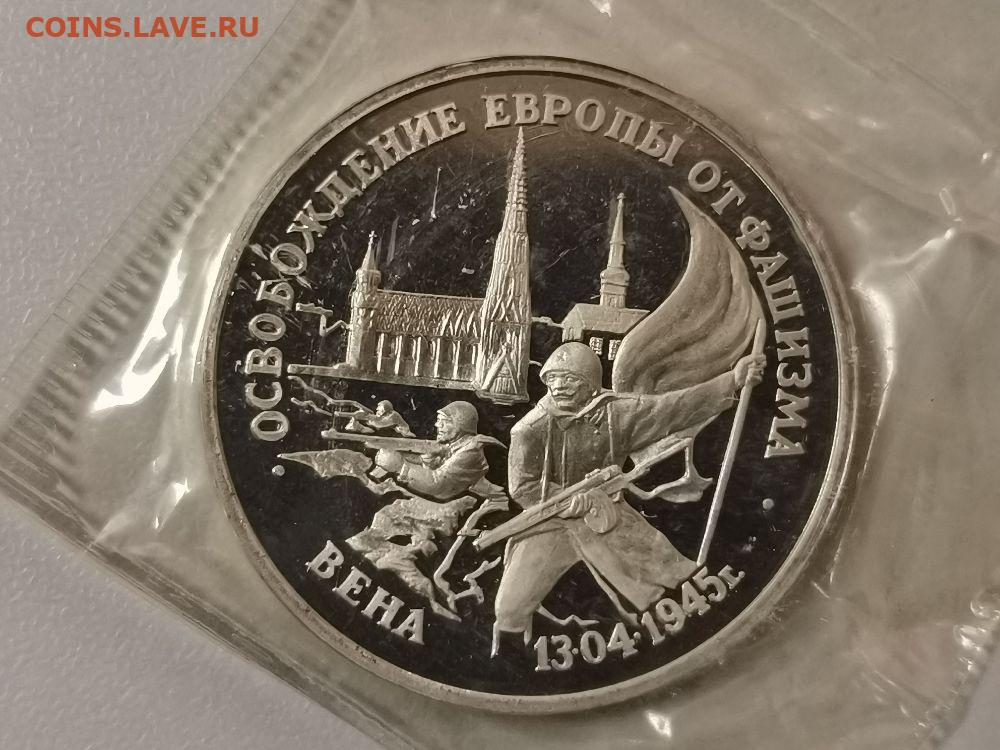 COINS.LAVE.RU
ОСВОБОЖДЕНИЕ ЕВРОПЫ ОТ ФАШИЗМА
ВЕНА
13·04·1945г.